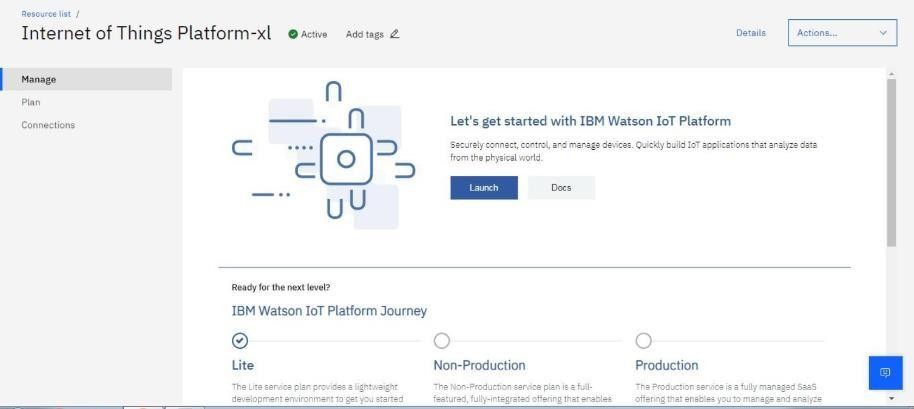 Resource list /
Internet of Things Platform-xl Active Add tags Details Actions...
Manage
Plan
Connections
Let's get started with IBM Watson IoT Platform
Securely connect, control, and manage devices. Quickly build IoT applications that analyze data
from the physical world.
Launch Docs
Ready for the next level?
IBM Watson IoT Platform Journey
Lite Non-Production Production
The Lite service plan provides a lightweight The Non-Production service plan is a full- The Production service is a fully managed SaaS
development environment to get you started featured, fully-integrated offering that enables offering that enables you to manage and analyze